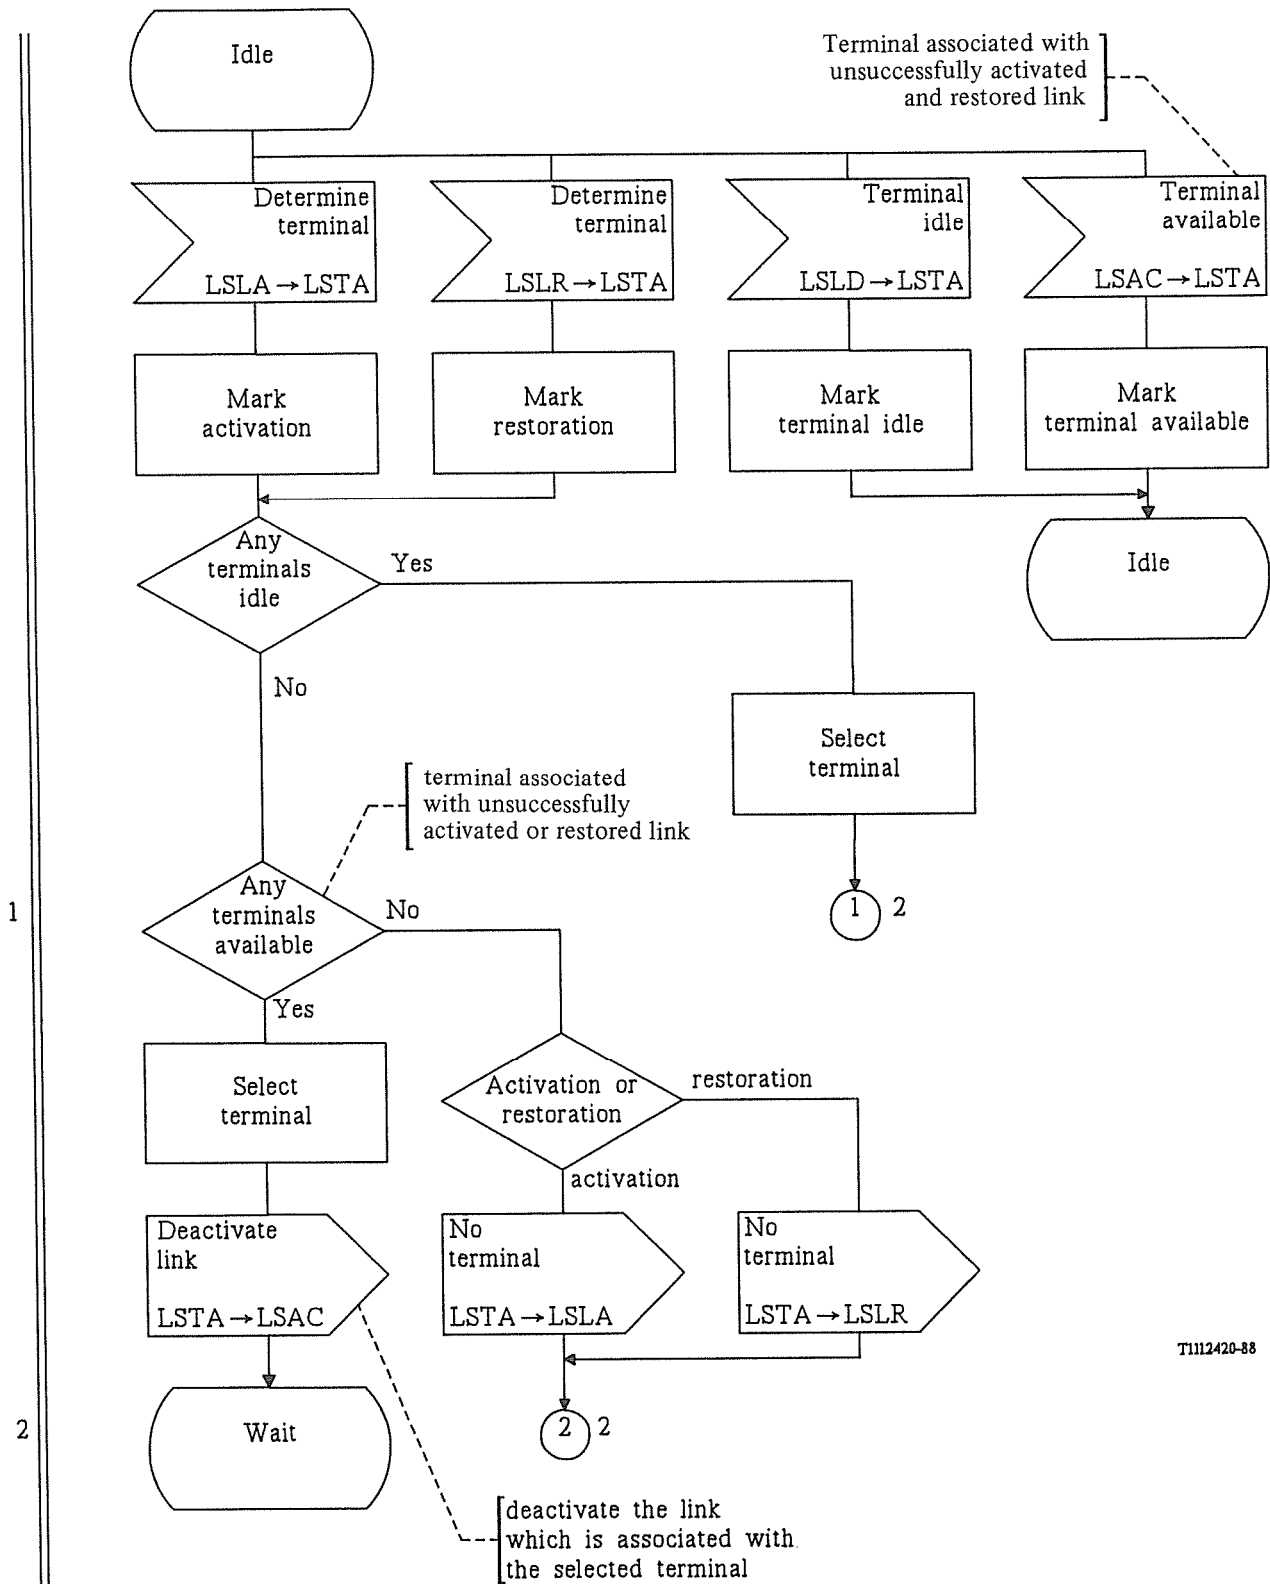 Idle
Terminal associated with
unsuccessfully activated
and restored link
Determine
terminal
LSLA → LSTA
Determine
terminal
LSLR → LSTA
Terminal
idle
LSLD → LSTA
Terminal
available
LSAC → LSTA
Mark
activation
Mark
restoration
Mark
terminal idle
Mark
terminal available
Any
terminals
idle
Yes
No
Idle
Select
terminal
terminal associated
with unsuccessfully
activated or restored link
1
Any
terminals
available
No
Yes
1 2
Select
terminal
Activation or
restoration
restoration
activation
Deactivate
link
LSTA → LSAC
No
terminal
LSTA → LSLA
No
terminal
LSTA → LSLR
T1112420-88
2
Wait
2 2
deactivate the link
which is associated with
the selected terminal